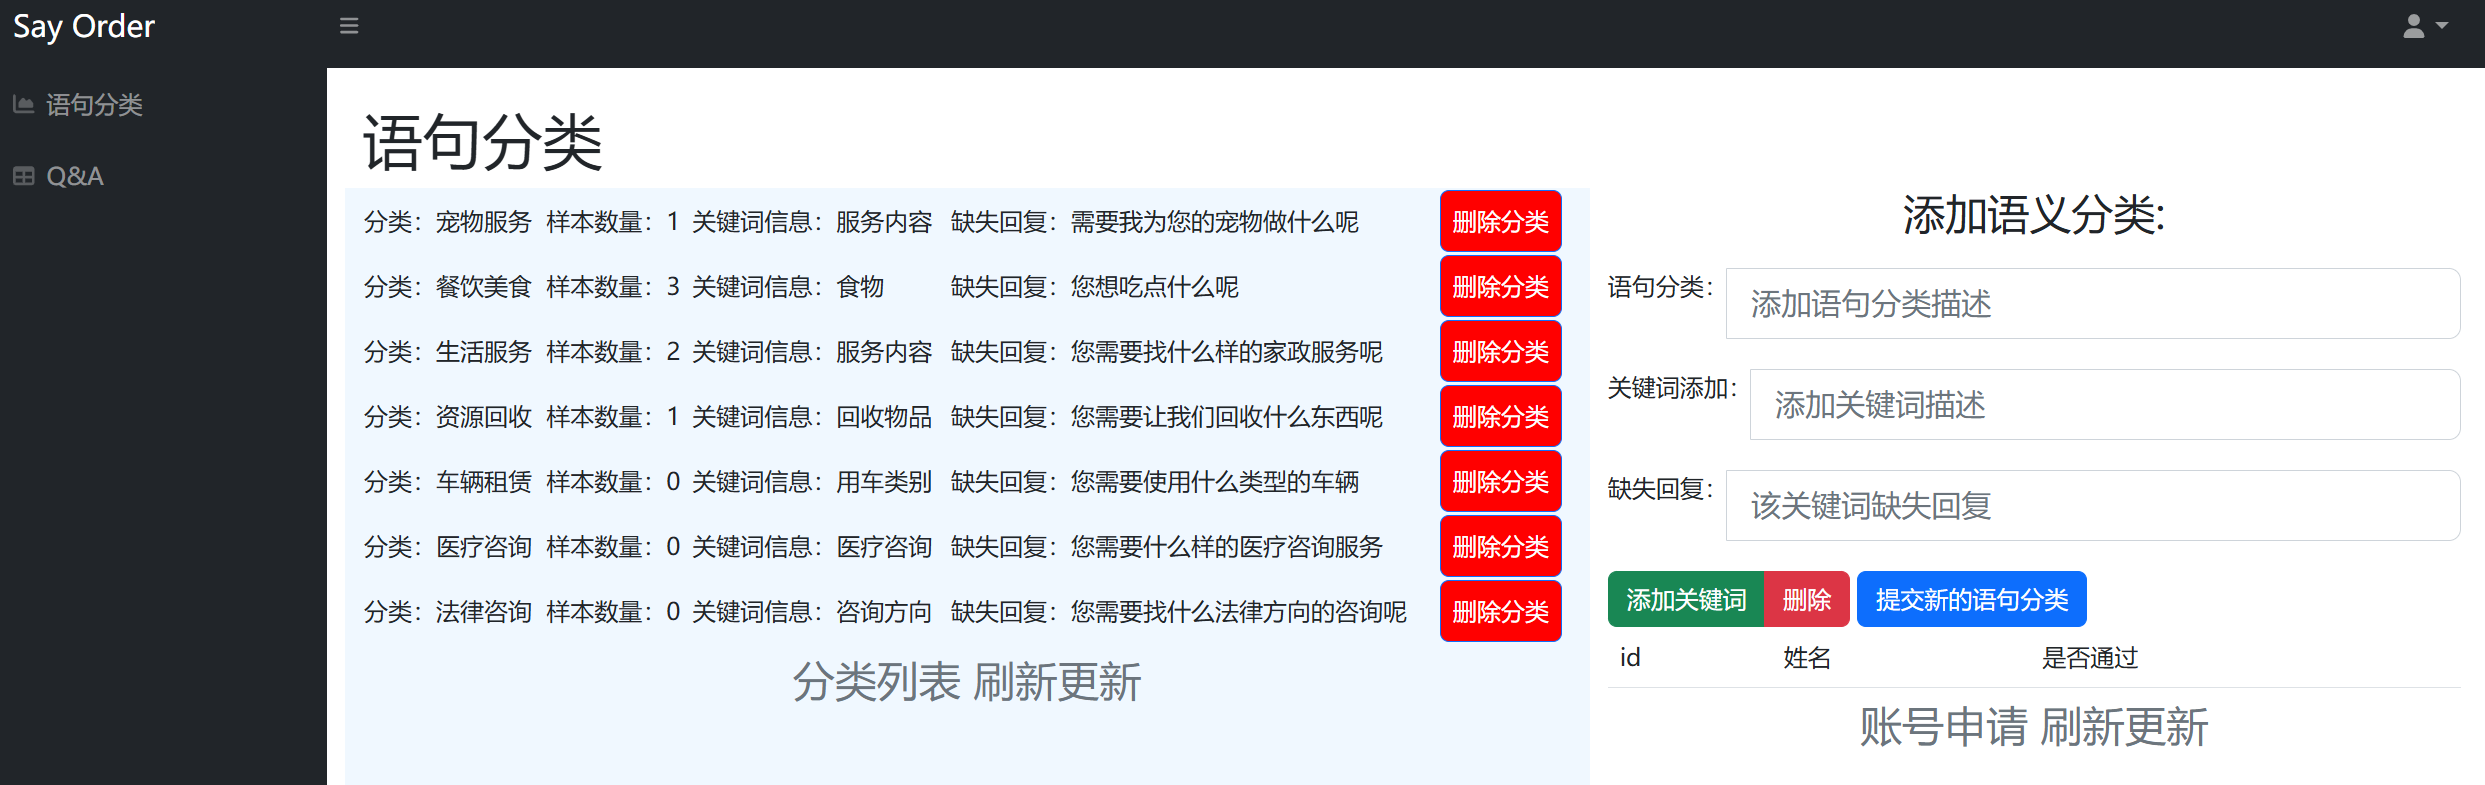 Say Order
语句分类
Q&A
语句分类
分类：宠物服务 样本数量：1 关键词信息：服务内容 缺失回复：需要我为您的宠物做什么呢 删除分类
分类：餐饮美食 样本数量：3 关键词信息：食物 缺失回复：您想吃点什么呢 删除分类
分类：生活服务 样本数量：2 关键词信息：服务内容 缺失回复：您需要找什么样的家政服务呢 删除分类
分类：资源回收 样本数量：1 关键词信息：回收物品 缺失回复：您需要让我们回收什么东西呢 删除分类
分类：车辆租赁 样本数量：0 关键词信息：用车类别 缺失回复：您需要使用什么类型的车辆 删除分类
分类：医疗咨询 样本数量：0 关键词信息：医疗咨询 缺失回复：您需要什么样的医疗咨询服务 删除分类
分类：法律咨询 样本数量：0 关键词信息：咨询方向 缺失回复：您需要找什么法律方向的咨询呢 删除分类
分类列表 刷新更新
添加语义分类:
语句分类： 添加语句分类描述
关键词添加： 添加关键词描述
缺失回复： 该关键词缺失回复
添加关键词 删除 提交新的语句分类
id 姓名 是否通过
账号申请 刷新更新